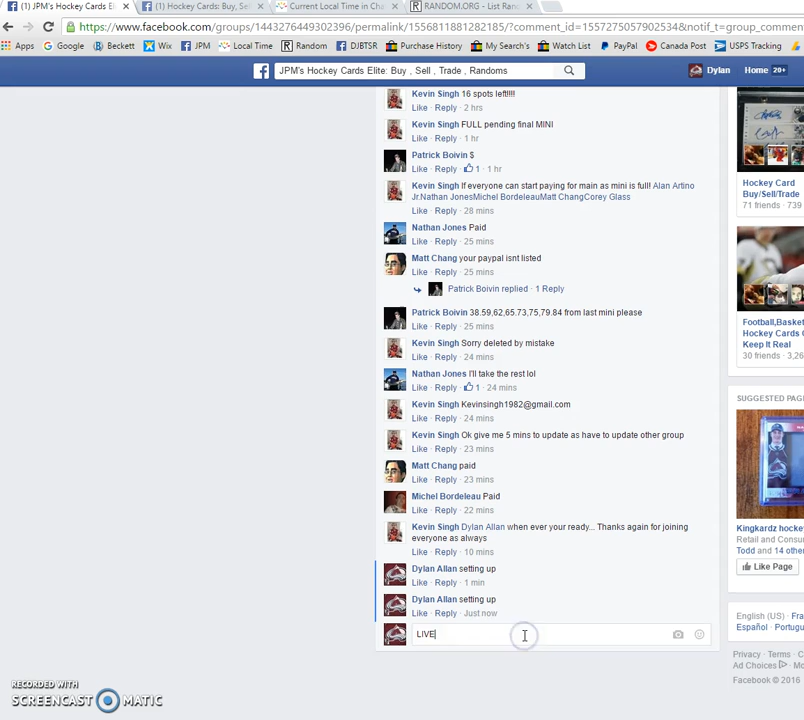 (1) JPM's Hockey Cards El
(1) Hockey Cards: Buy, Sel
Current Local Time in Cha
RANDOM.ORG - List Ran
https://www.facebook.com/groups/1443276449302396/permalink/1556811881282185/?comment_id=1557275057902534&notif_t=group_commen
Apps Google Beckett Wix JPM Local Time Random DJBTSR Purchase History My Search's Watch List PayPal Canada Post USPS Tracking
JPM's Hockey Cards Elite: Buy , Sell , Trade , Randoms
Dylan Home 20+
Kevin Singh 16 spots left!!!!
Like · Reply · 2 hrs
Kevin Singh FULL pending final MINI
Like · Reply · 1 hr
Patrick Boivin $
Like · Reply · 1 · 1 hr
Kevin Singh If everyone can start paying for main as mini is full! Alan Artino
Jr.Nathan JonesMichel BordeleauMatt ChangCorey Glass
Like · Reply · 28 mins
Nathan Jones Paid
Like · Reply · 25 mins
Matt Chang your paypal isnt listed
Like · Reply · 25 mins
Patrick Boivin replied · 1 Reply
Patrick Boivin 38.59,62,65.73,75,79.84 from last mini please
Like · Reply · 25 mins
Kevin Singh Sorry deleted by mistake
Like · Reply · 24 mins
Nathan Jones I'll take the rest lol
Like · Reply · 1 · 24 mins
Kevin Singh Kevinsingh1982@gmail.com
Like · Reply · 24 mins
Kevin Singh Ok give me 5 mins to update as have to update other group
Like · Reply · 23 mins
Matt Chang paid
Like · Reply · 23 mins
Michel Bordeleau Paid
Like · Reply · 22 mins
Kevin Singh Dylan Allan when ever your ready... Thanks again for joining
everyone as always
Like · Reply · 10 mins
Dylan Allan setting up
Like · Reply · 1 min
Dylan Allan setting up
Like · Reply · Just now
LIVE
Hockey Card
Buy/Sell/Trade
71 friends · 739
Football,Basket
Hockey Cards C
Keep It Real
30 friends · 3,26
SUGGESTED PAG
Kingkardz hocke
Retail and Consu
Todd and 14 othe
Like Page
English (US) · Fra
Español · Portugu
Privacy · Terms · C
Ad Choices · Mo
Facebook © 2016
RECORDED WITH
SCREENCAST MATIC